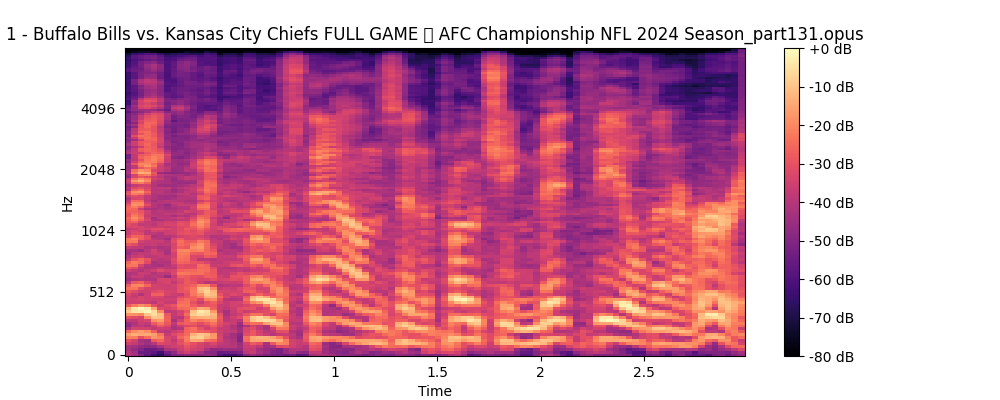 1 - Buffalo Bills vs. Kansas City Chiefs FULL GAME ▯ AFC Championship NFL 2024 Season_part131.opus
+0 dB
-10 dB
-20 dB
-30 dB
-40 dB
-50 dB
-60 dB
-70 dB
-80 dB
4096
2048
1024
512
0
Hz
0
0.5
1
1.5
2
2.5
Time